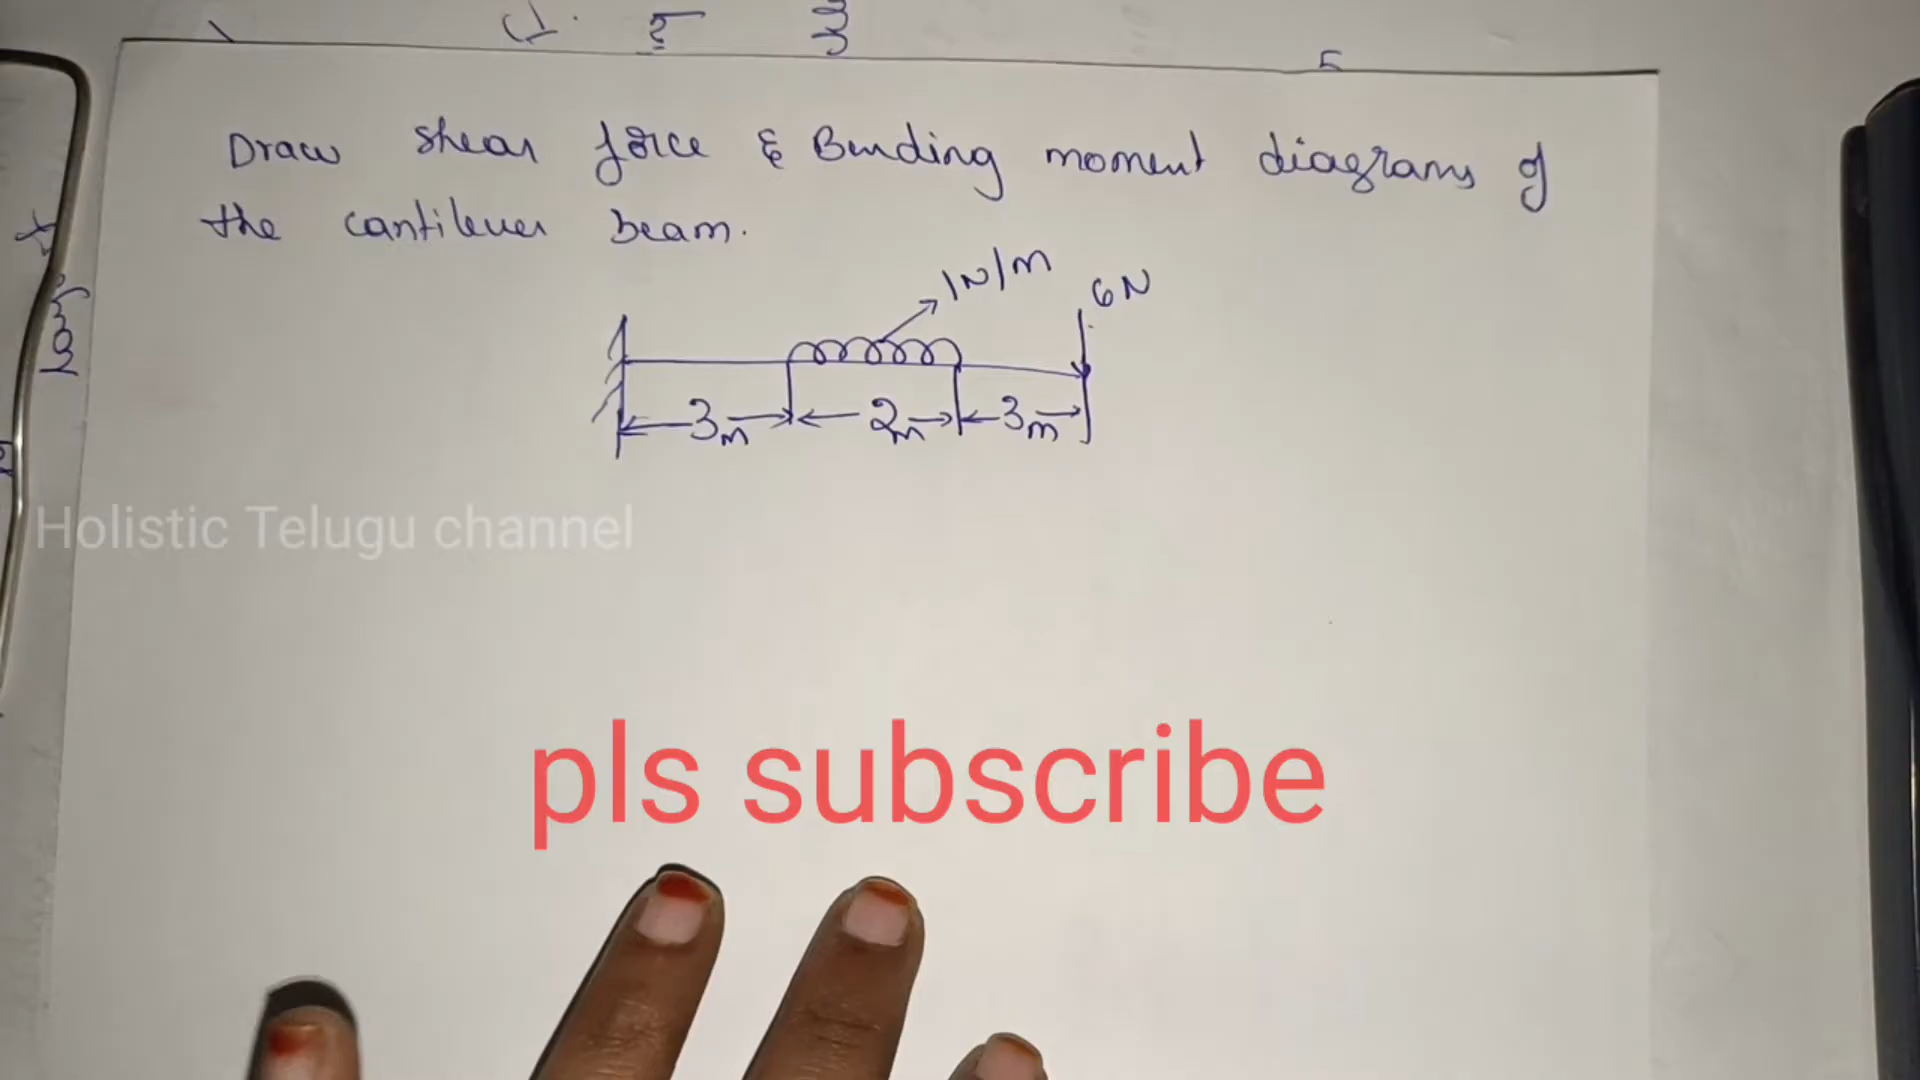 Draw shear force & Bending moment diagrams of
the cantilever beam.
1N/m
6N
3m
2m
3m
Holistic Telugu channel
pls subscribe